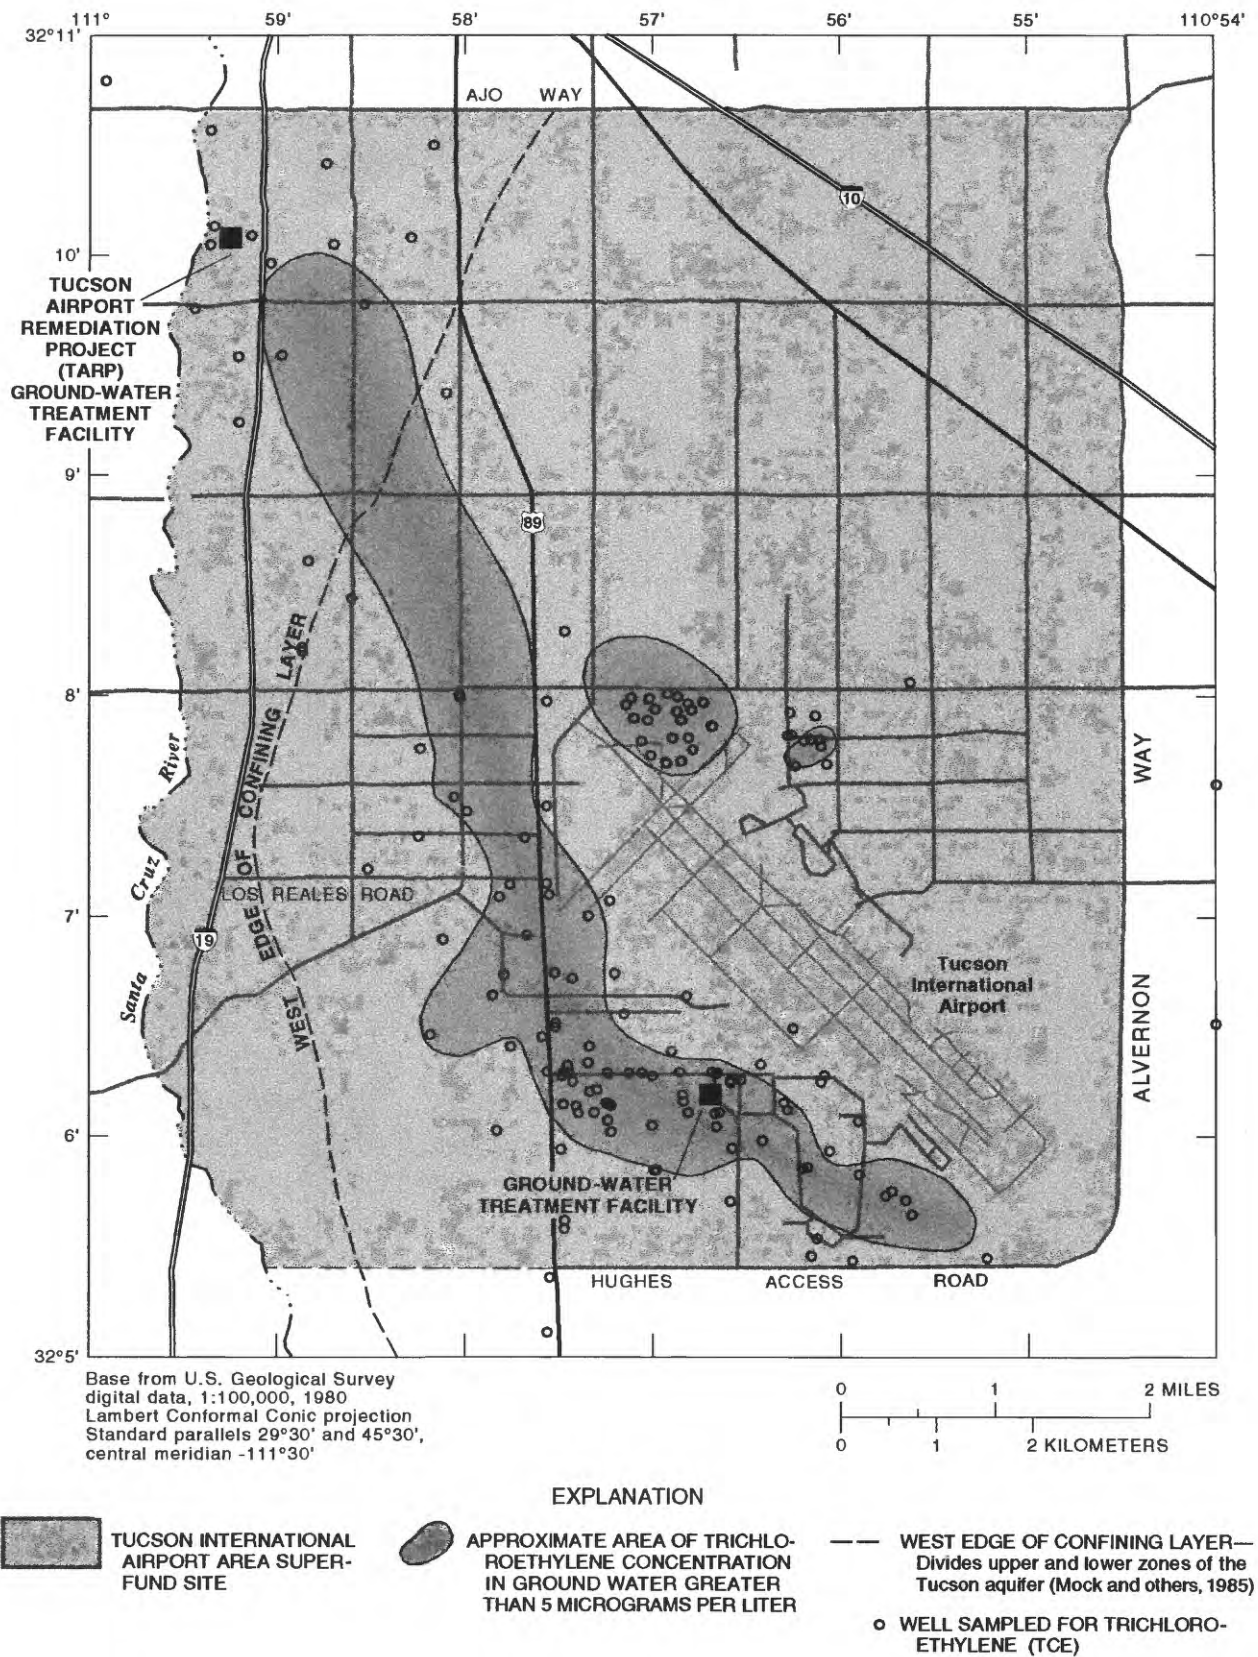 111°
59'
58'
57'
56'
55'
110°54'
32°11'
AJO WAY
10
10'
TUCSON
AIRPORT
REMEDIATION
PROJECT
(TARP)
GROUND-WATER
TREATMENT
FACILITY
9'
89
WEST EDGE OF CONFINING LAYER
8'
Santa Cruz River
ALVERNON WAY
LOS REALES ROAD
7'
19
Tucson
International
Airport
6'
GROUND-WATER
TREATMENT FACILITY
HUGHES ACCESS ROAD
32°5'
Base from U.S. Geological Survey
digital data, 1:100,000, 1980
Lambert Conformal Conic projection
Standard parallels 29°30' and 45°30',
central meridian -111°30'
0 1 2 MILES
0 1 2 KILOMETERS
EXPLANATION
TUCSON INTERNATIONAL
AIRPORT AREA SUPER-
FUND SITE
APPROXIMATE AREA OF TRICHLO-
ROETHYLENE CONCENTRATION
IN GROUND WATER GREATER
THAN 5 MICROGRAMS PER LITER
WEST EDGE OF CONFINING LAYER—
Divides upper and lower zones of the
Tucson aquifer (Mock and others, 1985)
WELL SAMPLED FOR TRICHLORO-
ETHYLENE (TCE)